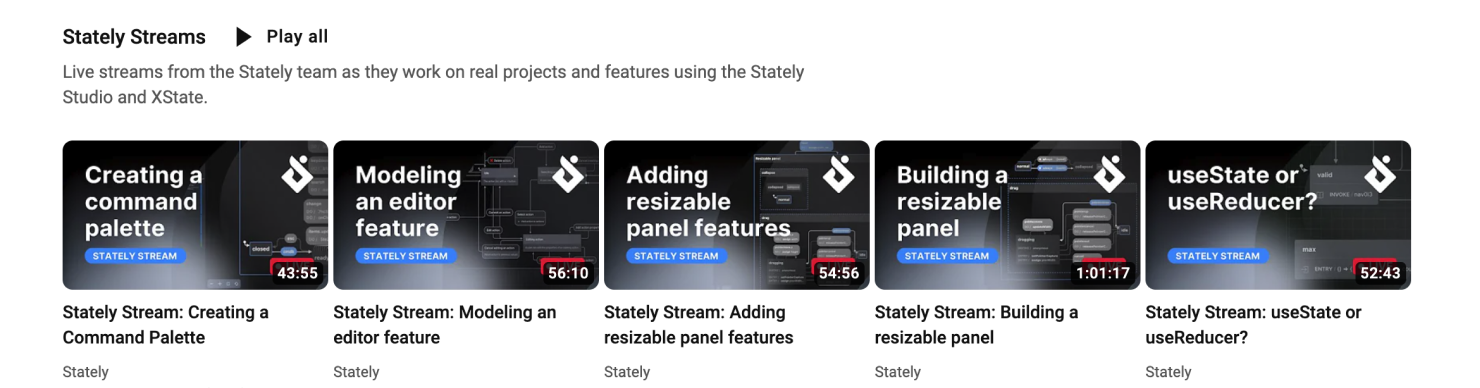 Stately Streams
Play all
Live streams from the Stately team as they work on real projects and features using the Stately
Studio and XState.
Creating a
command
palette
STATELY STREAM
closed
43:55
Modeling
an editor
feature
STATELY STREAM
56:10
Adding
resizable
panel features
STATELY STREAM
54:56
Building a
resizable
panel
STATELY STREAM
drag
1:01:17
useState or
useReducer?
STATELY STREAM
valid
max
52:43
Stately Stream: Creating a
Command Palette
Stately
Stately Stream: Modeling an
editor feature
Stately
Stately Stream: Adding
resizable panel features
Stately
Stately Stream: Building a
resizable panel
Stately
Stately Stream: useState or
useReducer?
Stately